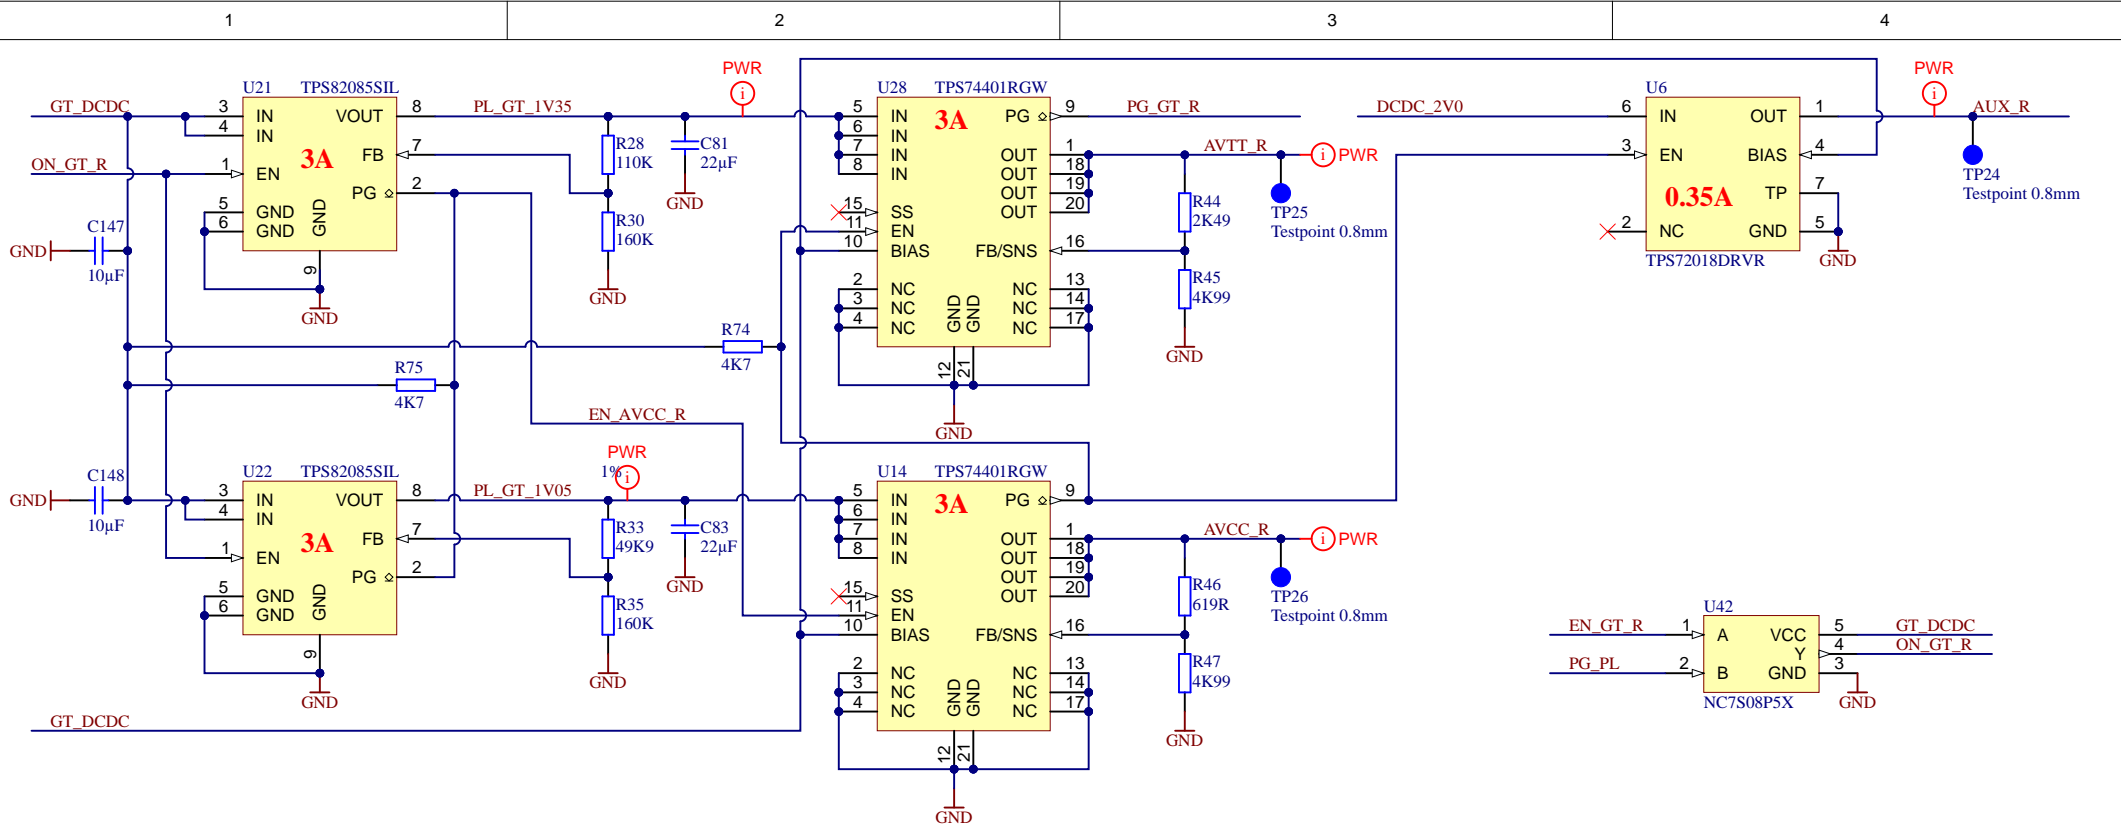 1 2 3 4
U21 TPS82085SIL
GT_DCDC
3 IN VOUT 8
4 IN
3A
FB 7
ON_GT_R
1 EN
PG 2
5 GND
6 GND
GND
9
GND
C147
10µF
GND
PL_GT_1V35
PWR
i
R28
110K
C81
22µF
GND
R30
160K
GND
U28 TPS74401RGW
5 IN PG 9
3A
6 IN
7 IN OUT 1
8 IN OUT 18
OUT 19
15 SS OUT 20
11 EN
10 BIAS FB/SNS 16
2 NC NC 13
3 NC NC 14
4 NC NC 17
GND GND
12 21
GND
PG_GT_R
AVTT_R
i PWR
TP25
Testpoint 0.8mm
R44
2K49
R45
4K99
GND
DCDC_2V0
U6
6 IN OUT 1
3 EN BIAS 4
0.35A
TP 7
2 NC GND 5
TPS72018DRVR
GND
PWR
i
AUX_R
TP24
Testpoint 0.8mm
R74
4K7
R75
4K7
EN_AVCC_R
C148
10µF
GND
U22 TPS82085SIL
3 IN VOUT 8
4 IN
3A
FB 7
1 EN
PG 2
5 GND
6 GND
GND
9
GND
PL_GT_1V05
PWR
1%
i
R33
49K9
C83
22µF
GND
R35
160K
GND
GT_DCDC
U14 TPS74401RGW
5 IN PG 9
3A
6 IN
7 IN OUT 1
8 IN OUT 18
OUT 19
15 SS OUT 20
11 EN
10 BIAS FB/SNS 16
2 NC NC 13
3 NC NC 14
4 NC NC 17
GND GND
12 21
GND
AVCC_R
i PWR
TP26
Testpoint 0.8mm
R46
619R
R47
4K99
GND
U42
EN_GT_R 1 A VCC 5 GT_DCDC
Y 4 ON_GT_R
PG_PL 2 B GND 3
NC7S08P5X
GND